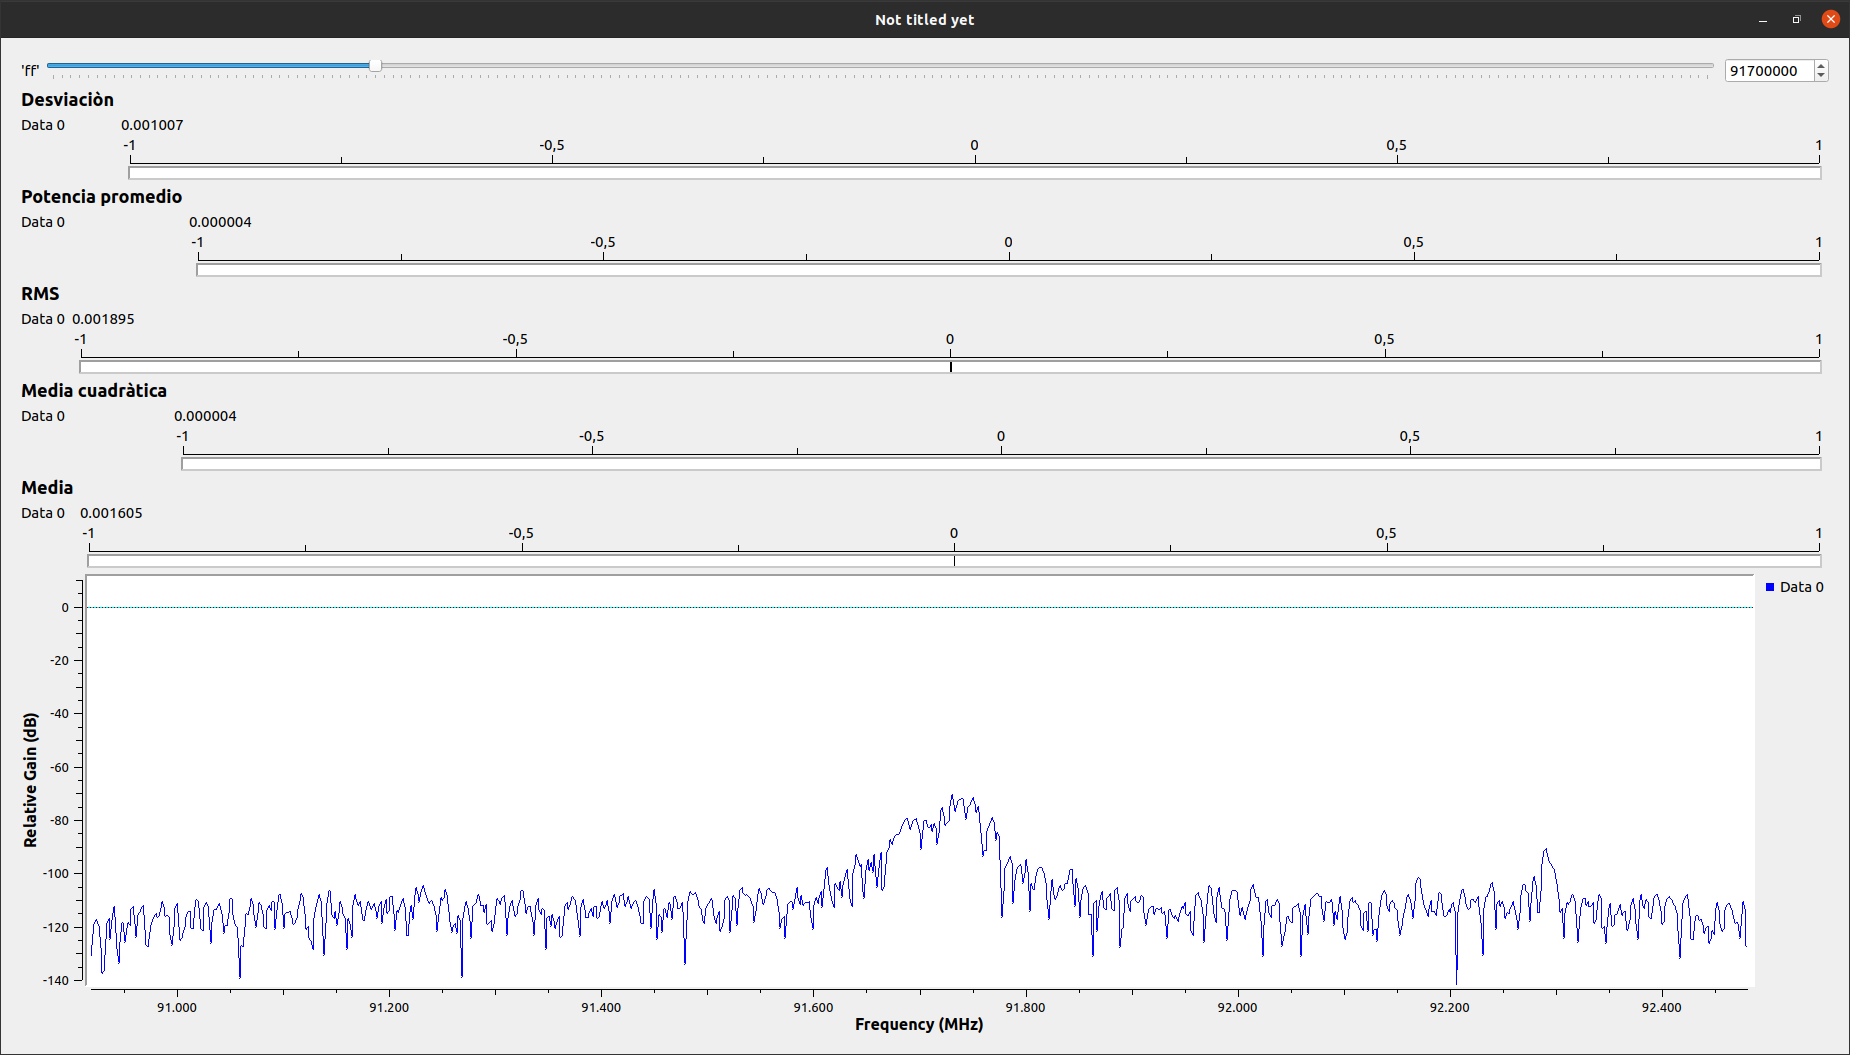 Not titled yet
'ff' 91700000
Desviaciòn
Data 0 0.001007
-1 -0,5 0 0,5 1
Potencia promedio
Data 0 0.000004
-1 -0,5 0 0,5 1
RMS
Data 0 0.001895
-1 -0,5 0 0,5 1
Media cuadràtica
Data 0 0.000004
-1 -0,5 0 0,5 1
Media
Data 0 0.001605
-1 -0,5 0 0,5 1
Data 0
Relative Gain (dB)
0
-20
-40
-60
-80
-100
-120
-140
91.000 91.200 91.400 91.600 91.800 92.000 92.200 92.400
Frequency (MHz)